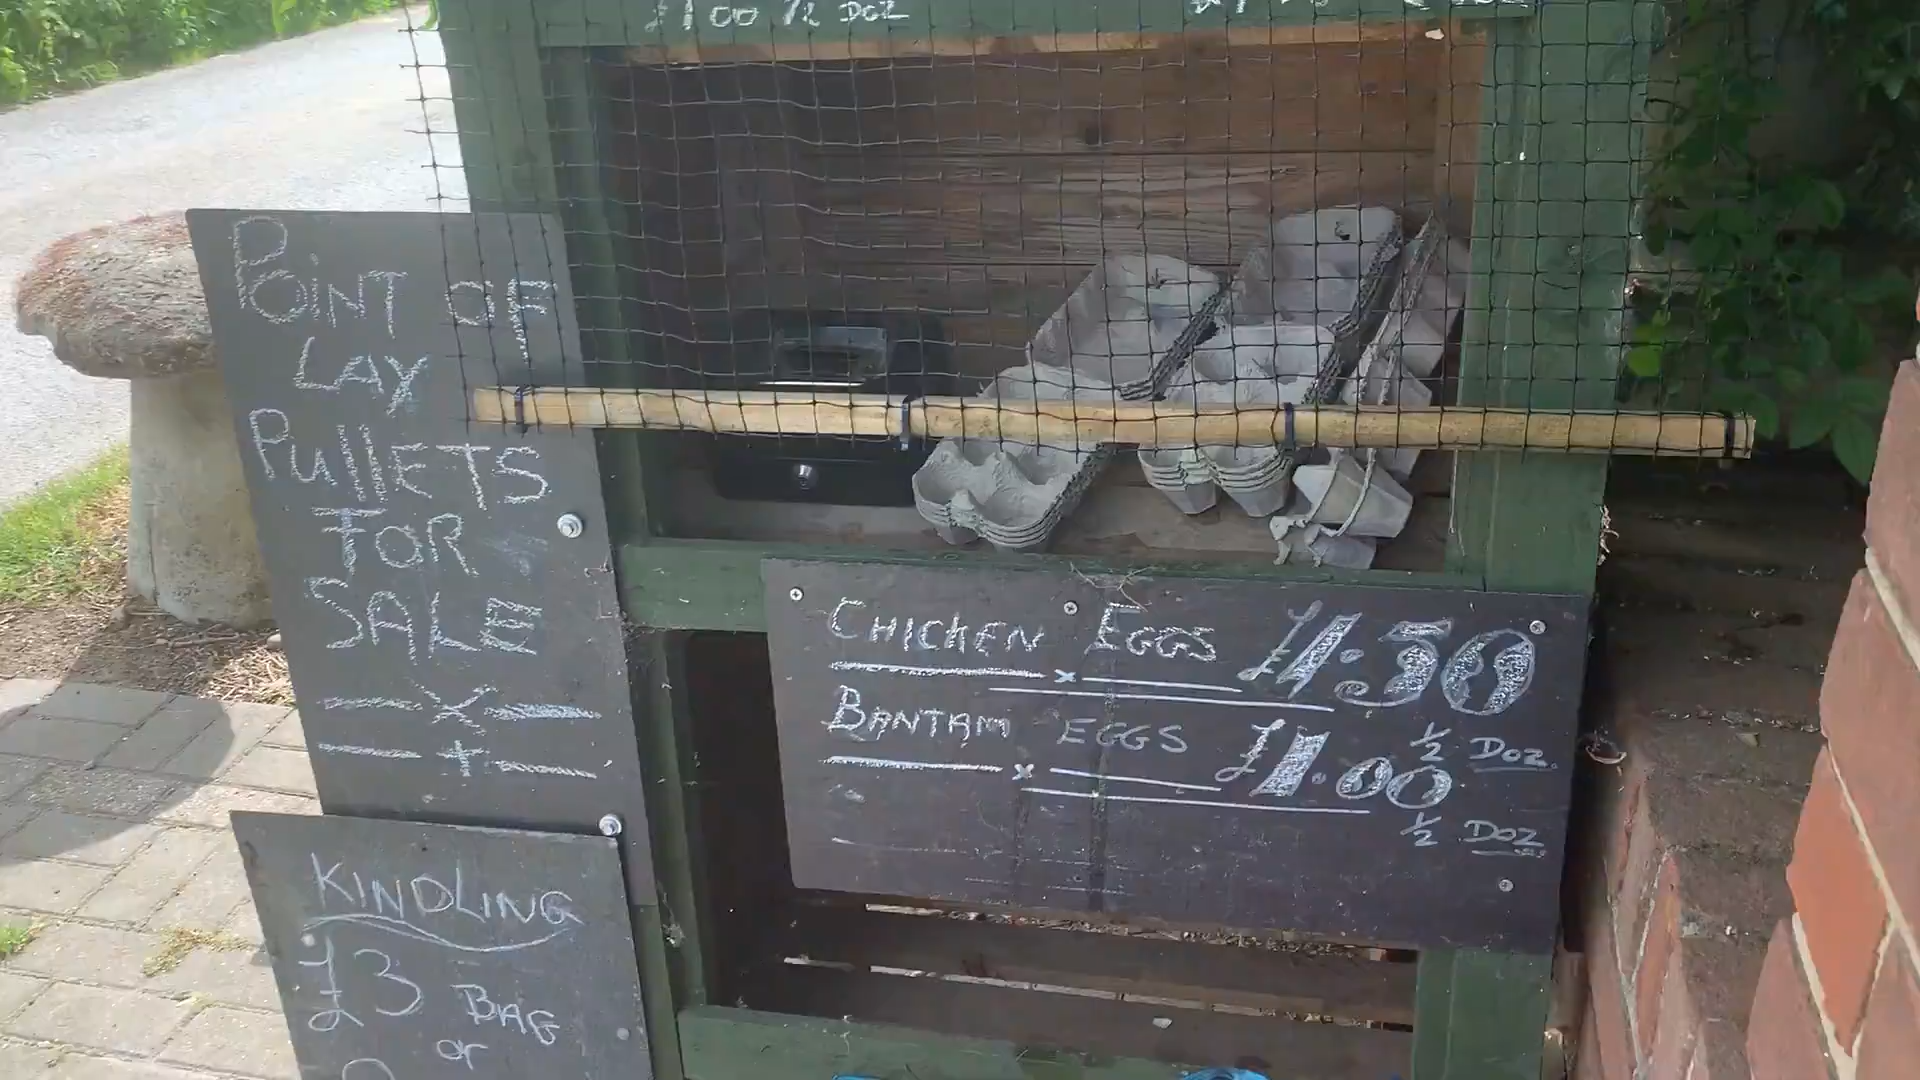 £1.00 ½ DOZ
POINT OF
LAY
PULLETS
FOR
SALE
CHICKEN EGGS £1.50
½ DOZ.
BANTAM EGGS £1.00
½ DOZ
KINDLING
£3 BAG
or